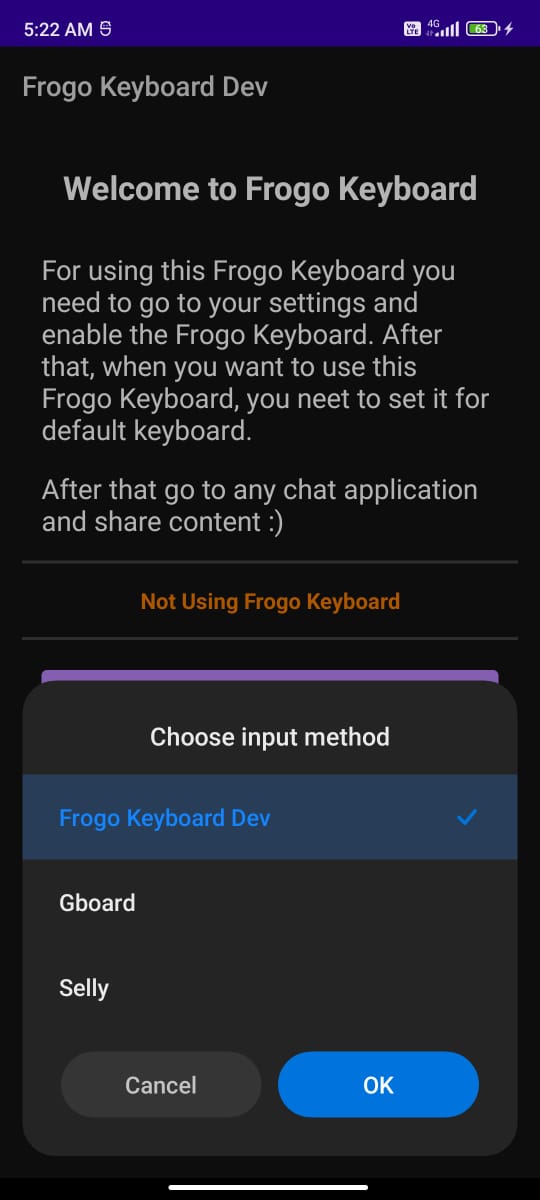 5:22 AM
Vo LTE 4G 63
Frogo Keyboard Dev
Welcome to Frogo Keyboard
For using this Frogo Keyboard you
need to go to your settings and
enable the Frogo Keyboard. After
that, when you want to use this
Frogo Keyboard, you neet to set it for
default keyboard.
After that go to any chat application
and share content :)
Not Using Frogo Keyboard
Choose input method
Frogo Keyboard Dev
Gboard
Selly
Cancel
OK